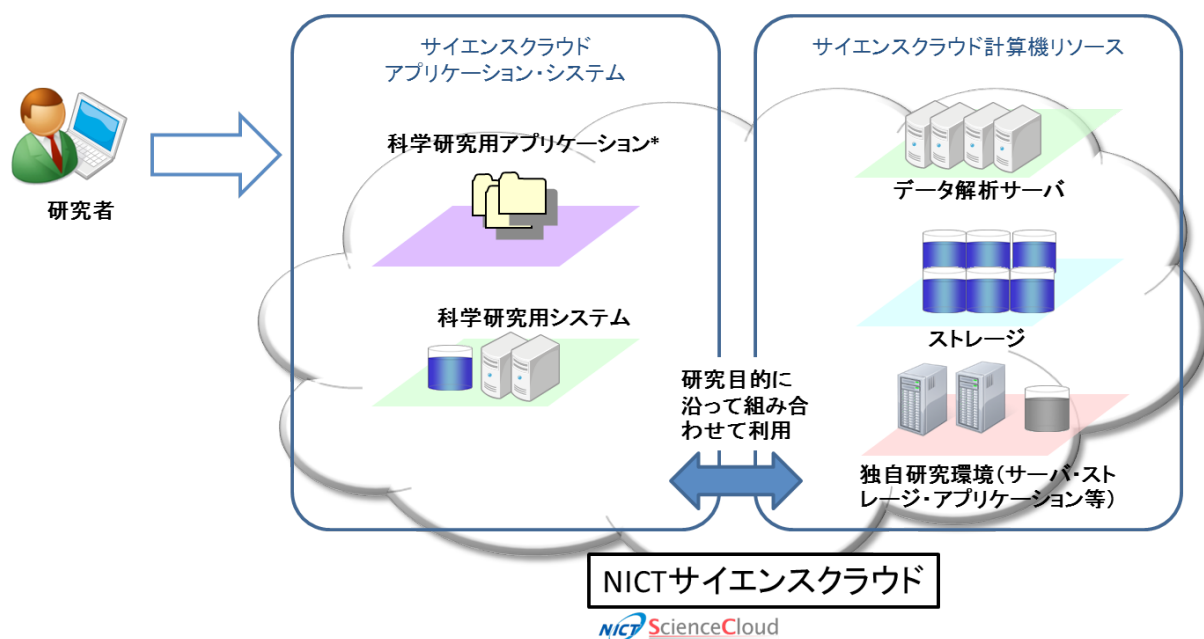 サイエンスクラウド
アプリケーション・システム
サイエンスクラウド計算機リソース
研究者
科学研究用アプリケーション*
科学研究用システム
データ解析サーバ
ストレージ
研究目的に
沿って組み合
わせて利用
独自研究環境(サーバ・スト
レージ・アプリケーション等)
NICTサイエンスクラウド
NICT ScienceCloud